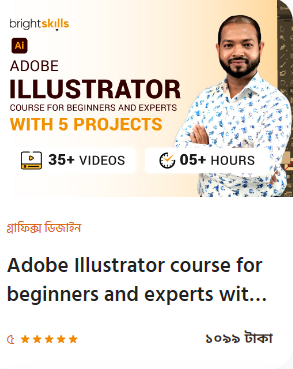 brightskills
Ai
ADOBE
ILLUSTRATOR
COURSE FOR BEGINNERS AND EXPERTS
WITH 5 PROJECTS
35+ VIDEOS
05+ HOURS
গ্রাফিক্স ডিজাইন
Adobe Illustrator course for
beginners and experts wit...
৫
১০৯৯ টাকা